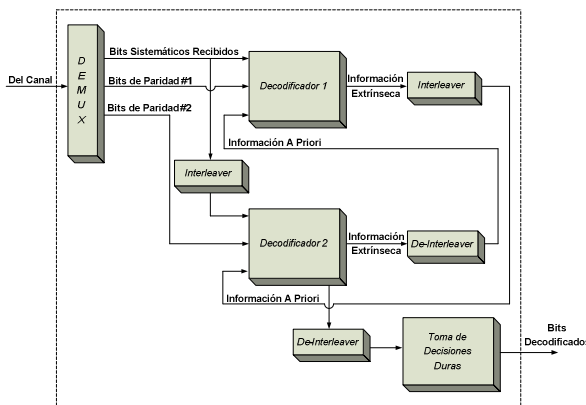 Del Canal
D
E
M
U
X
Bits Sistemáticos Recibidos
Bits de Paridad #1
Bits de Paridad #2
Decodificador 1
Información
Extrínseca
Interleaver
Información A Priori
Interleaver
Decodificador 2
Información
Extrínseca
De-Interleaver
Información A Priori
De-Interleaver
Toma de
Decisiones
Duras
Bits
Decodificados